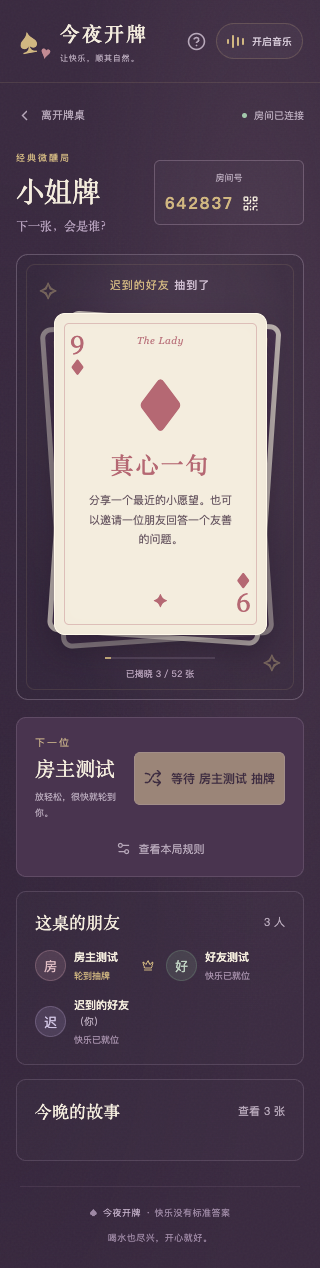 今夜开牌
让快乐，顺其自然。
开启音乐
离开牌桌
房间已连接
经典微醺局
小姐牌
下一张，会是谁？
房间号
642837
迟到的好友 抽到了
9
The Lady
真心一句
分享一个最近的小愿望。也可
以邀请一位朋友回答一个友善
的问题。
9
已揭晓 3 / 52 张
下一位
房主测试
放轻松，很快就轮到
你。
等待 房主测试 抽牌
查看本局规则
这桌的朋友
3 人
房
房主测试
轮到抽牌
好
好友测试
快乐已就位
迟
迟到的好友
（你）
快乐已就位
今晚的故事
查看 3 张
今夜开牌 · 快乐没有标准答案
喝水也尽兴，开心就好。